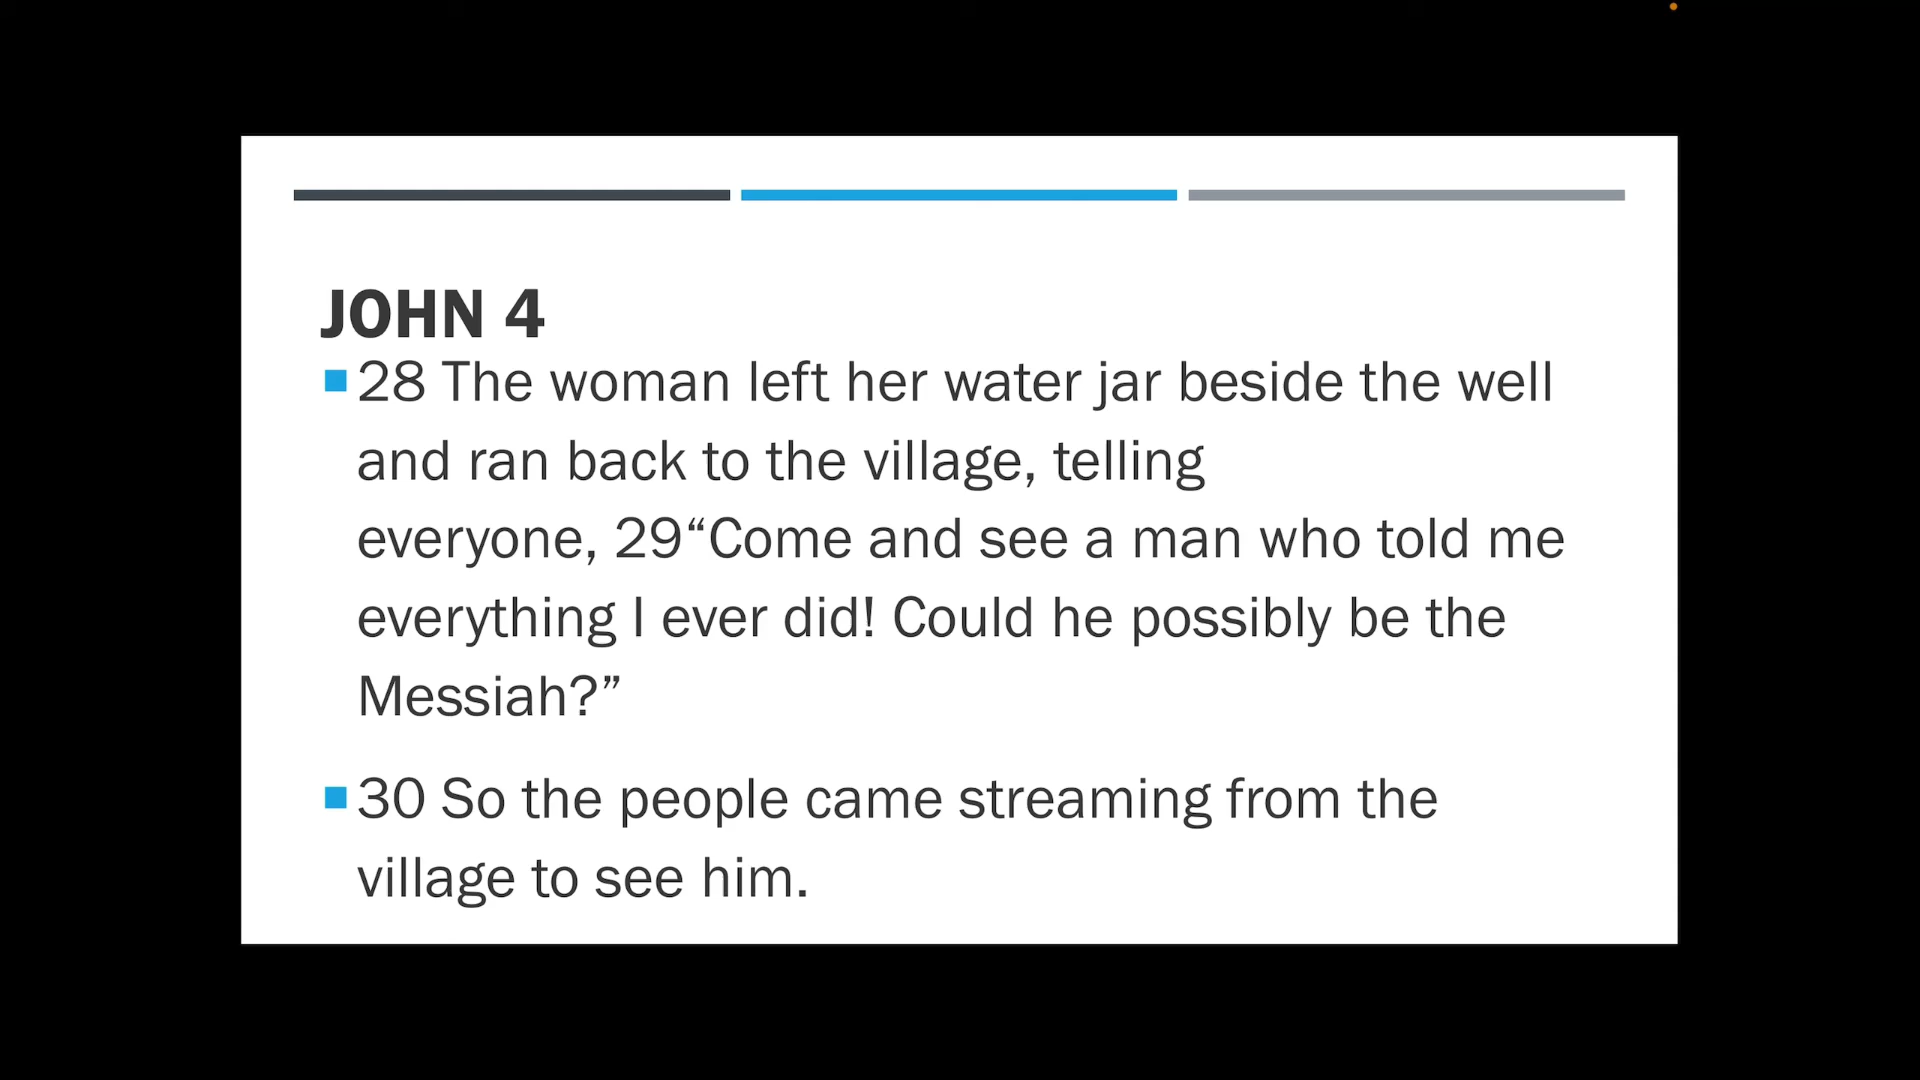 JOHN 4
28 The woman left her water jar beside the well
and ran back to the village, telling
everyone, 29“Come and see a man who told me
everything I ever did! Could he possibly be the
Messiah?”
30 So the people came streaming from the
village to see him.